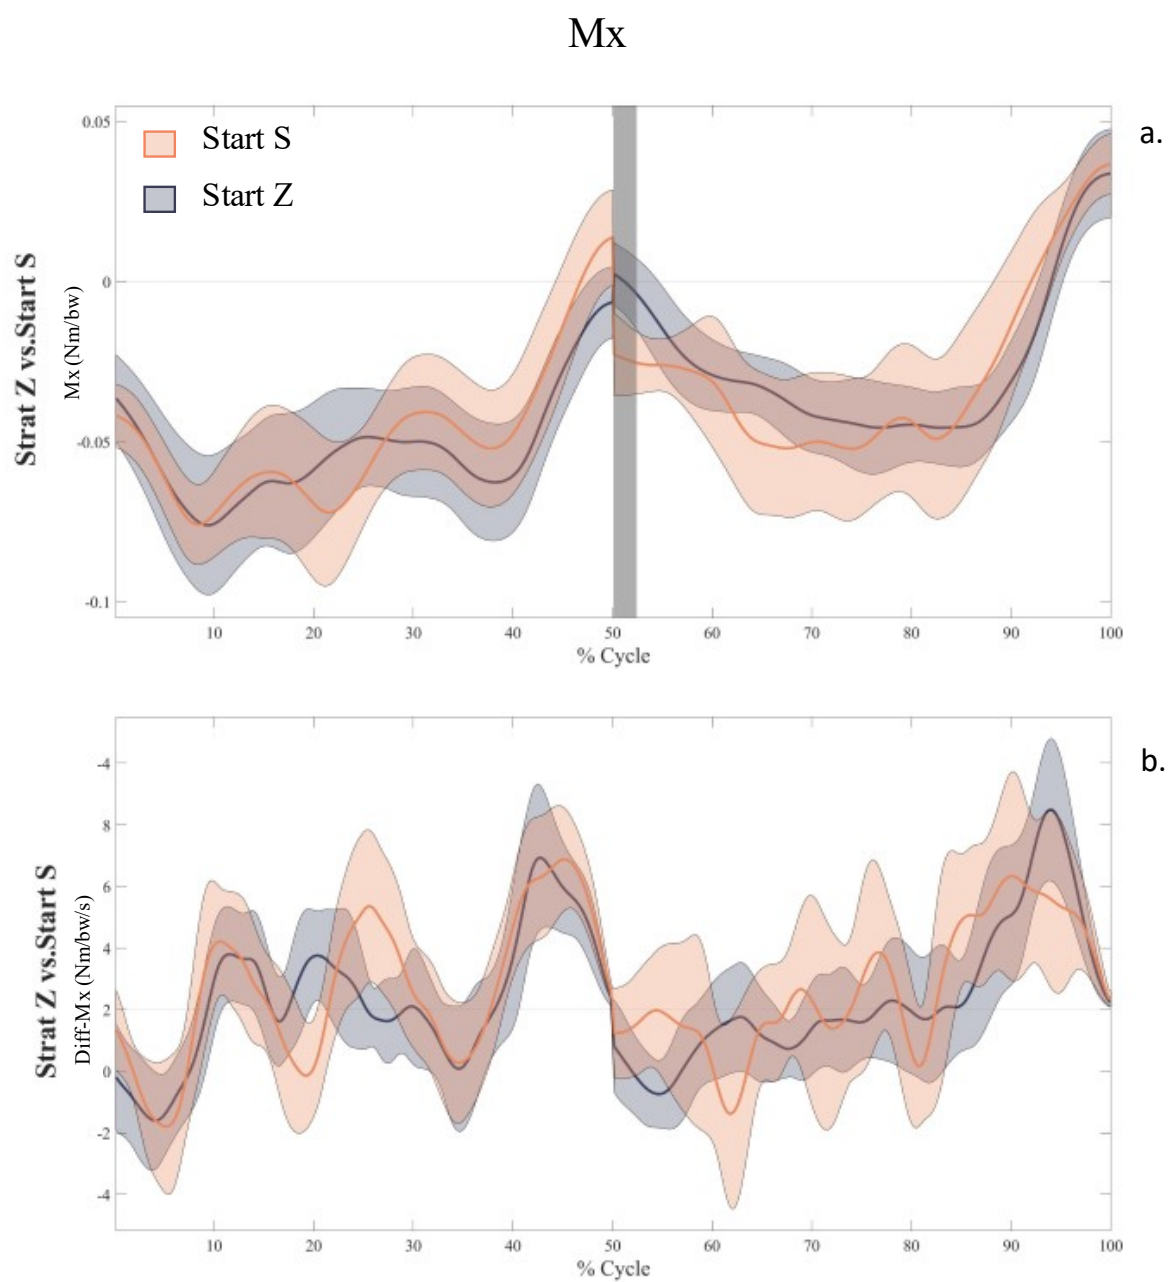 Mx
a.
Start S
Start Z
Strat Z vs.Start S
Mx (Nm/bw)
0.05
0
-0.05
-0.1
10 20 30 40 50 60 70 80 90 100
% Cycle
b.
Strat Z vs.Start S
Diff-Mx (Nm/bw/s)
-4
8
6
4
2
0
-2
-4
10 20 30 40 50 60 70 80 90 100
% Cycle